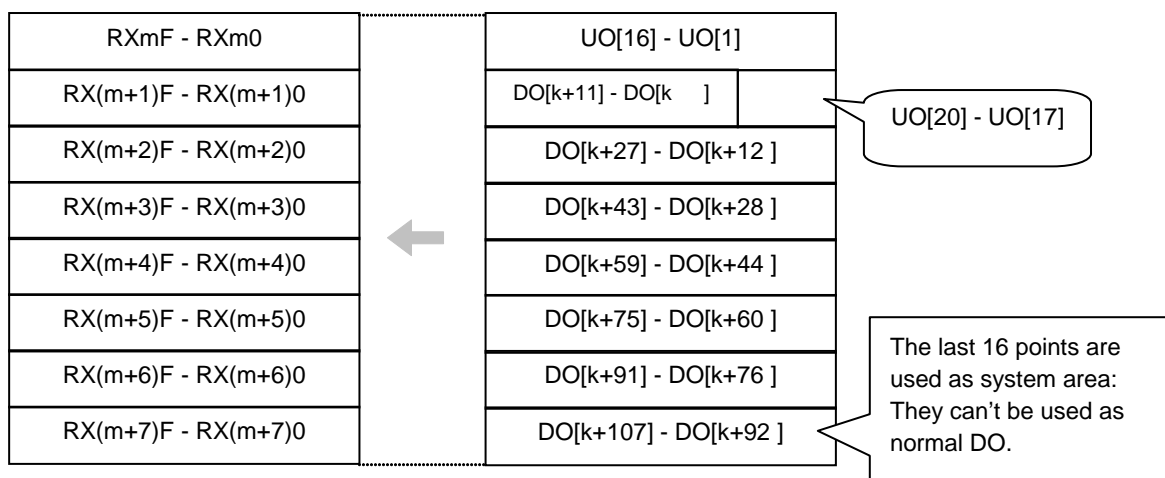 RXmF - RXm0
UO[16] - UO[1]
RX(m+1)F - RX(m+1)0
DO[k+11] - DO[k ]
UO[20] - UO[17]
RX(m+2)F - RX(m+2)0
DO[k+27] - DO[k+12 ]
RX(m+3)F - RX(m+3)0
DO[k+43] - DO[k+28 ]
RX(m+4)F - RX(m+4)0
DO[k+59] - DO[k+44 ]
RX(m+5)F - RX(m+5)0
DO[k+75] - DO[k+60 ]
RX(m+6)F - RX(m+6)0
DO[k+91] - DO[k+76 ]
RX(m+7)F - RX(m+7)0
DO[k+107] - DO[k+92 ]
The last 16 points are
used as system area:
They can't be used as
normal DO.